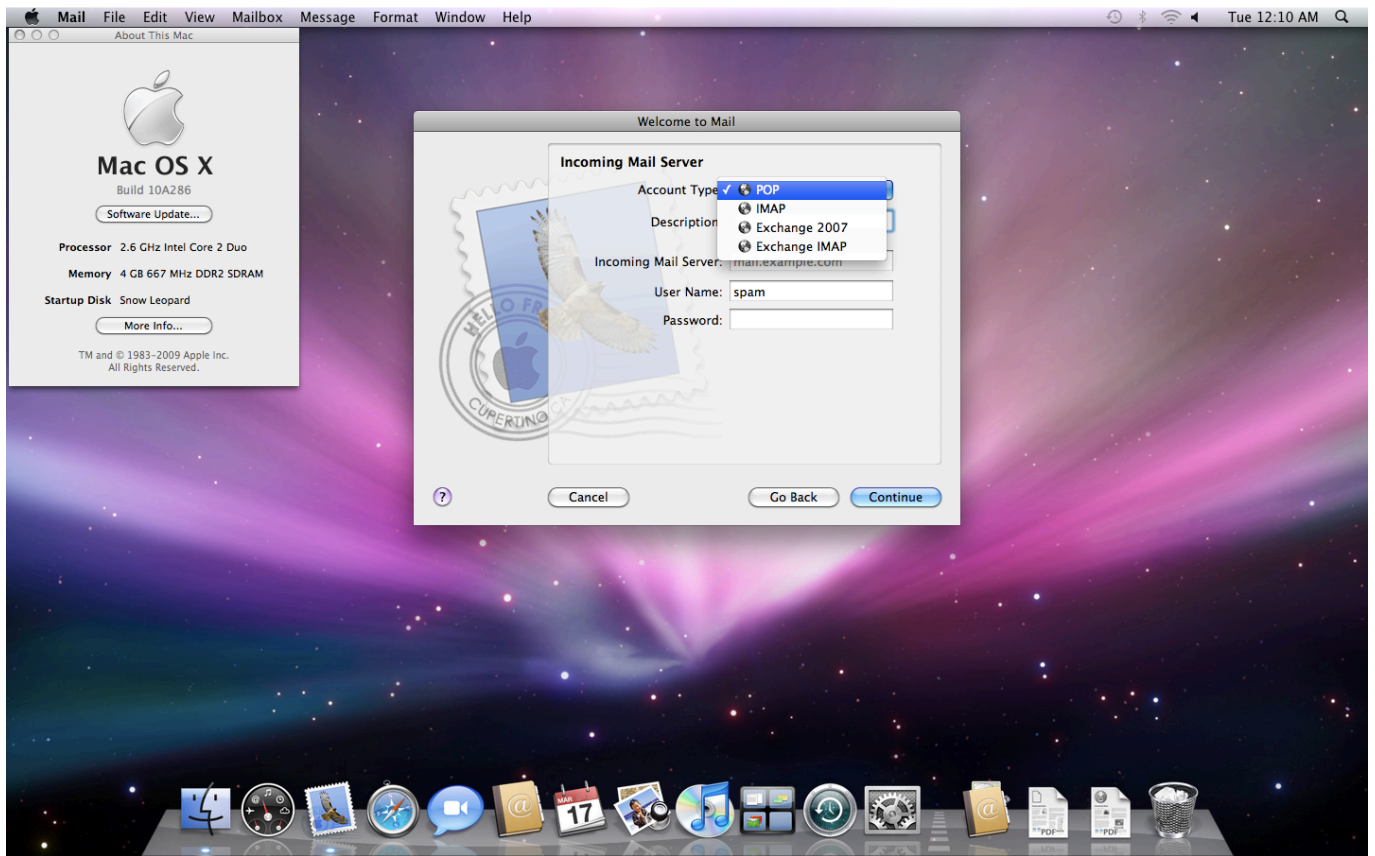 Mail File Edit View Mailbox Message Format Window Help Tue 12:10 AM
About This Mac
Mac OS X
Build 10A286
Software Update...
Processor 2.6 GHz Intel Core 2 Duo
Memory 4 GB 667 MHz DDR2 SDRAM
Startup Disk Snow Leopard
More Info...
TM and © 1983–2009 Apple Inc.
All Rights Reserved.
Welcome to Mail
Incoming Mail Server
Account Type ✓ POP
IMAP
Description
Exchange 2007
Exchange IMAP
Incoming Mail Server: mail.example.com
User Name: spam
Password:
HELLO FR
CUPERTINO CA
? Cancel Go Back Continue
MAR
17
PDF
PDF